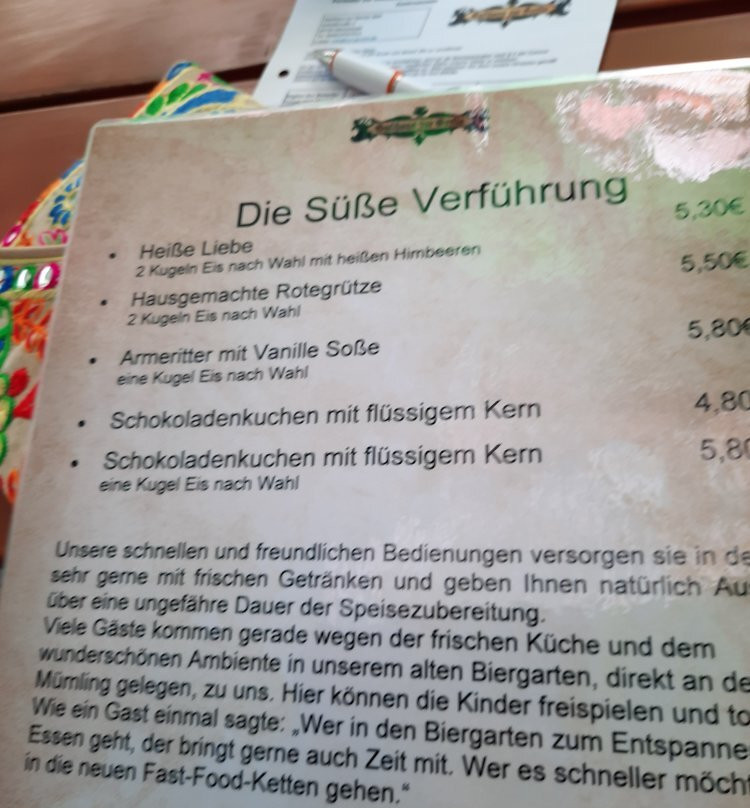 Die Süße Verführung
• Heiße Liebe 5,30€
2 Kugeln Eis nach Wahl mit heißen Himbeeren
• Hausgemachte Rotegrütze 5,50€
2 Kugeln Eis nach Wahl
• Armeritter mit Vanille Soße 5,80€
eine Kugel Eis nach Wahl
• Schokoladenkuchen mit flüssigem Kern 4,80
• Schokoladenkuchen mit flüssigem Kern 5,80
eine Kugel Eis nach Wahl
Unsere schnellen und freundlichen Bedienungen versorgen sie in de
sehr gerne mit frischen Getränken und geben Ihnen natürlich Au
über eine ungefähre Dauer der Speisezubereitung.
Viele Gäste kommen gerade wegen der frischen Küche und dem
wunderschönen Ambiente in unserem alten Biergarten, direkt an de
Mümling gelegen, zu uns. Hier können die Kinder freispielen und to
Wie ein Gast einmal sagte: „Wer in den Biergarten zum Entspanne
Essen geht, der bringt gerne auch Zeit mit. Wer es schneller möcht
in die neuen Fast-Food-Ketten gehen.“